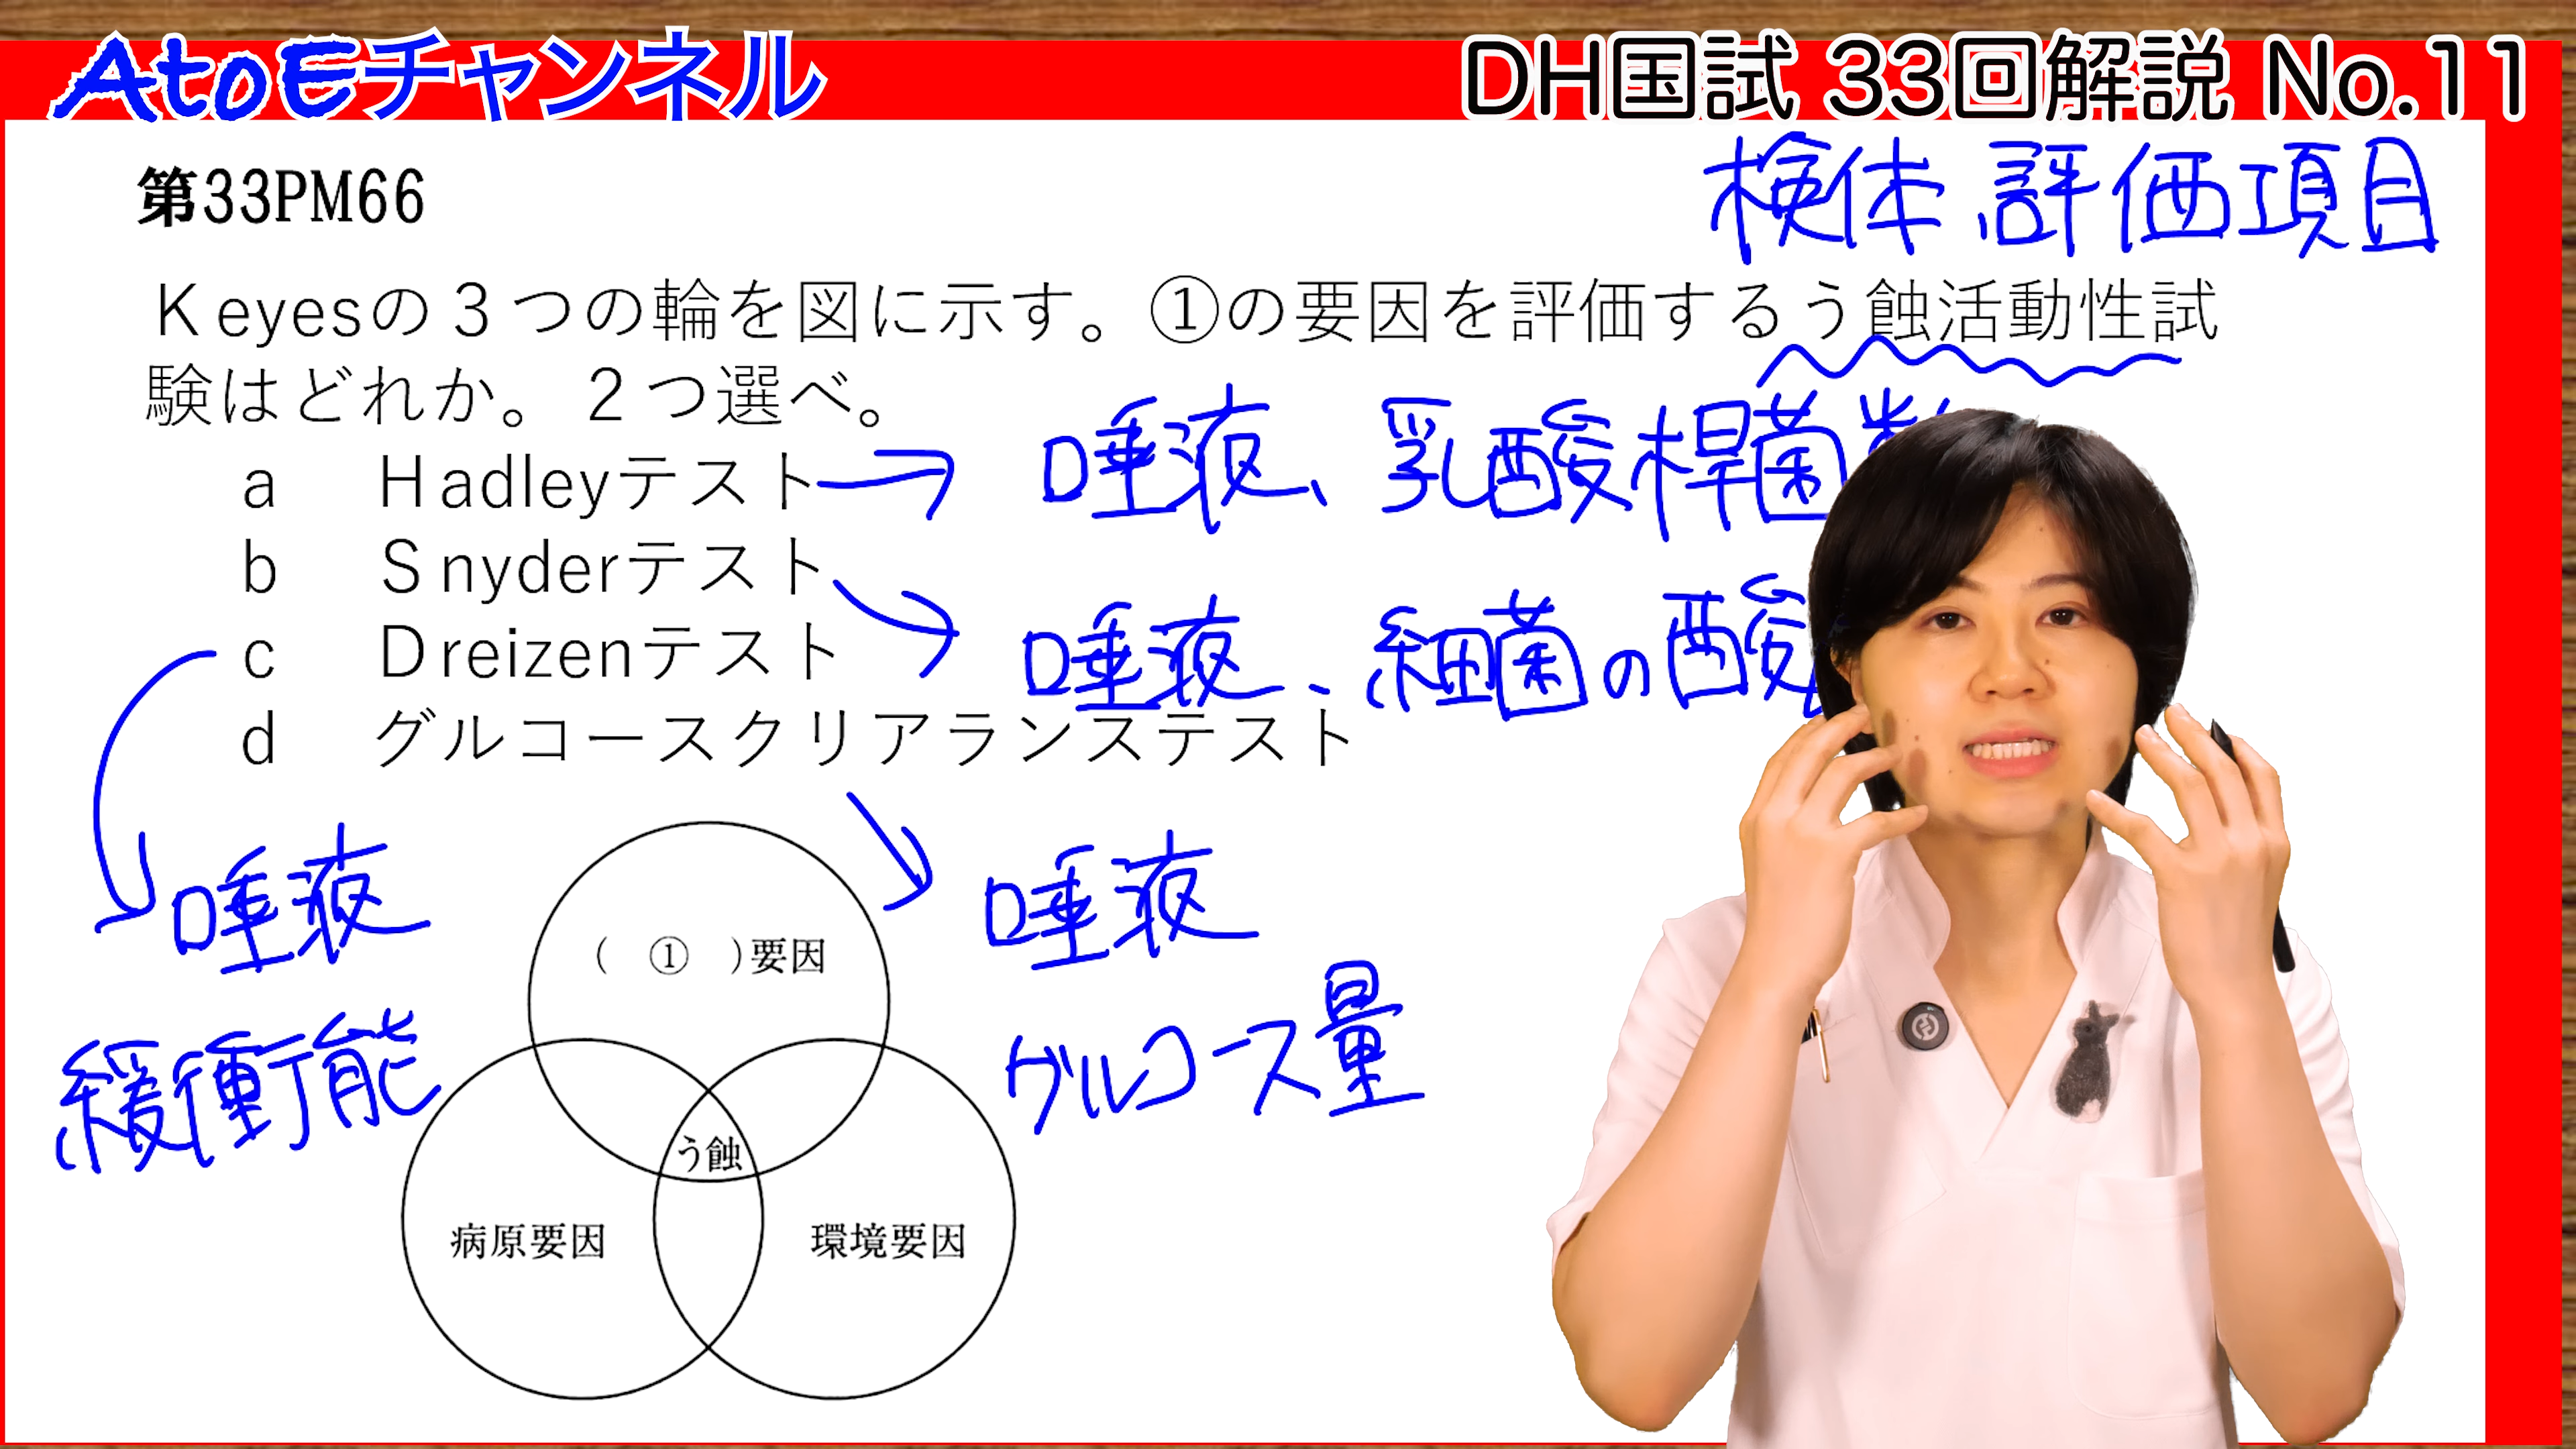 AtoEチャンネル
DH国試 33回解説 No.11
検体 評価項目
第33PM66
Keyesの3つの輪を図に示す。①の要因を評価するう蝕活動性試
験はどれか。2つ選べ。
a Hadleyテスト
唾液、乳酸桿菌
b Snyderテスト
唾液、細菌の酸
c Dreizenテスト
d グルコースクリアランステスト
唾液
緩衝能
唾液
グルコース量
( ① )要因
う蝕
病原要因
環境要因